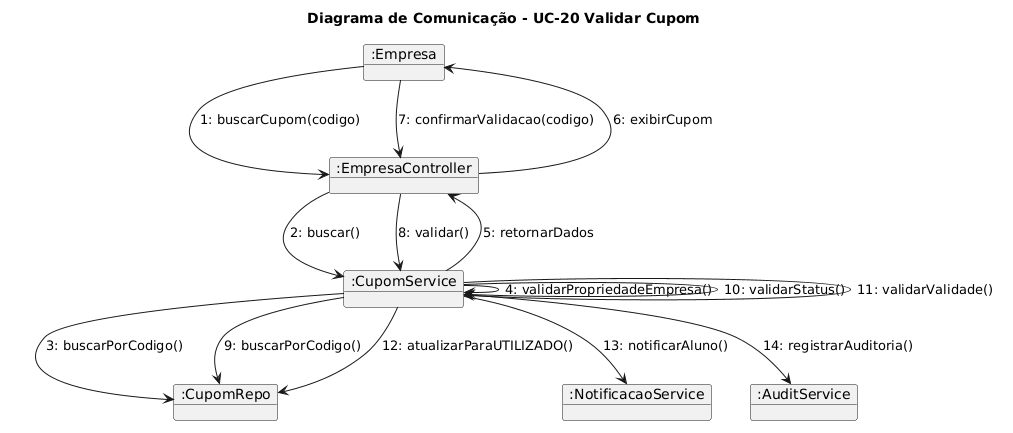 Diagrama de Comunicação - UC-20 Validar Cupom
:Empresa
1: buscarCupom(codigo)
7: confirmarValidacao(codigo)
6: exibirCupom
:EmpresaController
2: buscar()
8: validar()
5: retornarDados
:CupomService
4: validarPropriedadeEmpresa()
10: validarStatus()
11: validarValidade()
3: buscarPorCodigo()
9: buscarPorCodigo()
12: atualizarParaUTILIZADO()
13: notificarAluno()
14: registrarAuditoria()
:CupomRepo
:NotificacaoService
:AuditService